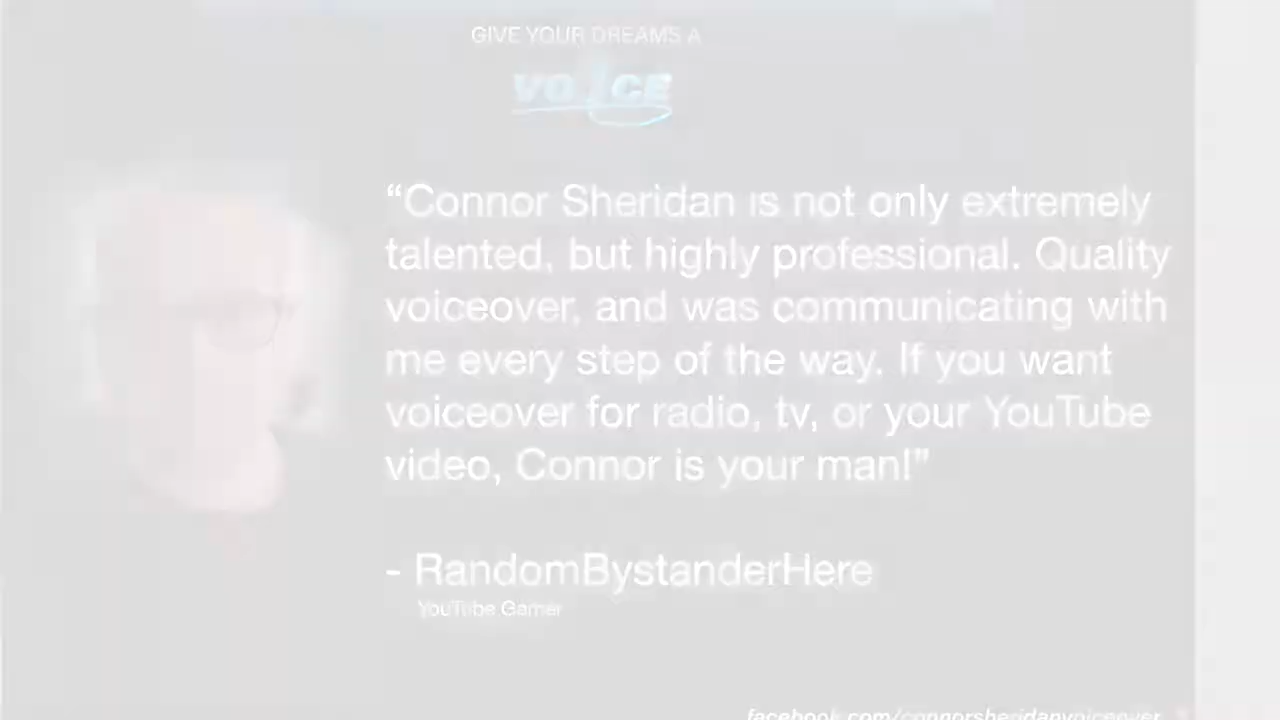 GIVE YOUR DREAMS A
VOICE
“Connor Sheridan is not only extremely
talented, but highly professional. Quality
voiceover, and was communicating with
me every step of the way. If you want
voiceover for radio, tv, or your YouTube
video, Connor is your man!”
- RandomBystanderHere
YouTube Gamer
facebook.com/connorsheridanvoiceover